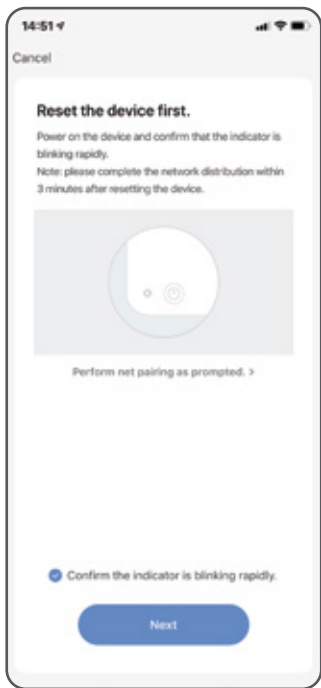 14:51
Cancel
Reset the device first.
Power on the device and confirm that the indicator is
blinking rapidly.
Note: please complete the network distribution within
3 minutes after resetting the device.
Perform net pairing as prompted. >
Confirm the indicator is blinking rapidly.
Next